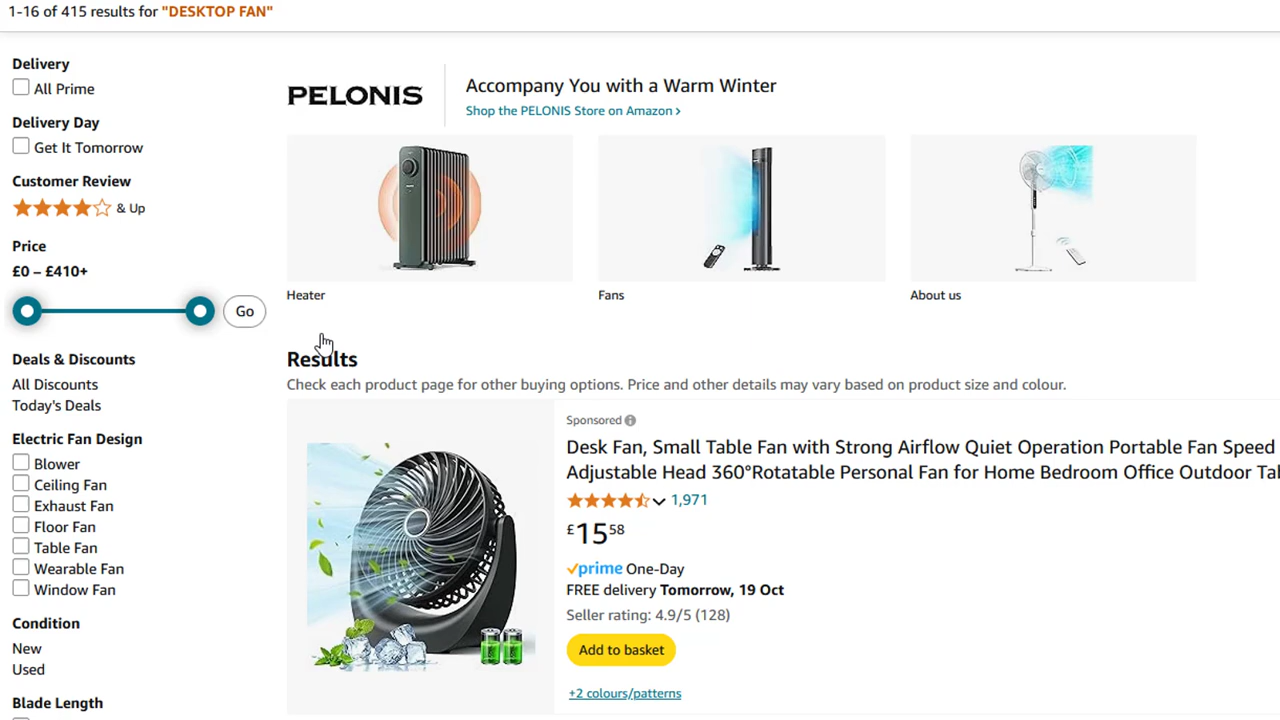 1-16 of 415 results for "DESKTOP FAN"
Delivery
All Prime
Delivery Day
Get It Tomorrow
Customer Review
& Up
Price
£0 – £410+
Go
Deals & Discounts
All Discounts
Today's Deals
Electric Fan Design
Blower
Ceiling Fan
Exhaust Fan
Floor Fan
Table Fan
Wearable Fan
Window Fan
Condition
New
Used
Blade Length
PELONIS
Accompany You with a Warm Winter
Shop the PELONIS Store on Amazon ›
Heater
Fans
About us
Results
Check each product page for other buying options. Price and other details may vary based on product size and colour.
Sponsored
Desk Fan, Small Table Fan with Strong Airflow Quiet Operation Portable Fan Speed
Adjustable Head 360°Rotatable Personal Fan for Home Bedroom Office Outdoor
1,971
£15 58
prime One-Day
FREE delivery Tomorrow, 19 Oct
Seller rating: 4.9/5 (128)
Add to basket
+2 colours/patterns